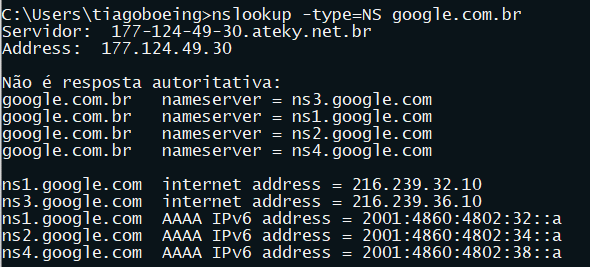 C:\Users\tiagoboeing>nslookup -type=NS google.com.br
Servidor:  177-124-49-30.ateky.net.br
Address:  177.124.49.30

Não é resposta autoritativa:
google.com.br   nameserver = ns3.google.com
google.com.br   nameserver = ns1.google.com
google.com.br   nameserver = ns2.google.com
google.com.br   nameserver = ns4.google.com

ns1.google.com  internet address = 216.239.32.10
ns3.google.com  internet address = 216.239.36.10
ns1.google.com  AAAA IPv6 address = 2001:4860:4802:32::a
ns2.google.com  AAAA IPv6 address = 2001:4860:4802:34::a
ns4.google.com  AAAA IPv6 address = 2001:4860:4802:38::a